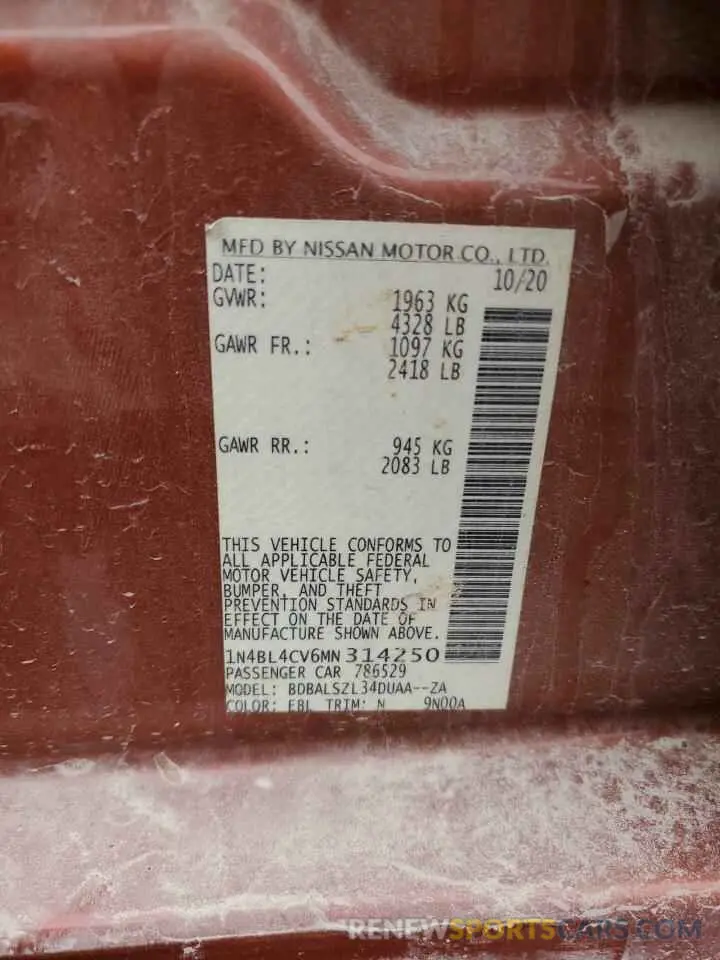 MFD BY NISSAN MOTOR CO., LTD.
DATE: 10/20
GVWR: 1963 KG
4328 LB
GAWR FR.: 1097 KG
2418 LB
GAWR RR.: 945 KG
2083 LB
THIS VEHICLE CONFORMS TO
ALL APPLICABLE FEDERAL
MOTOR VEHICLE SAFETY,
BUMPER, AND THEFT
PREVENTION STANDARDS IN
EFFECT ON THE DATE OF
MANUFACTURE SHOWN ABOVE.
1N4BL4CV6MN314250
PASSENGER CAR 786529
MODEL: BDBALSZL34DUAA--ZA
COLOR: EBL TRIM: N 9N00A
RENEWSPORTSCARS.COM